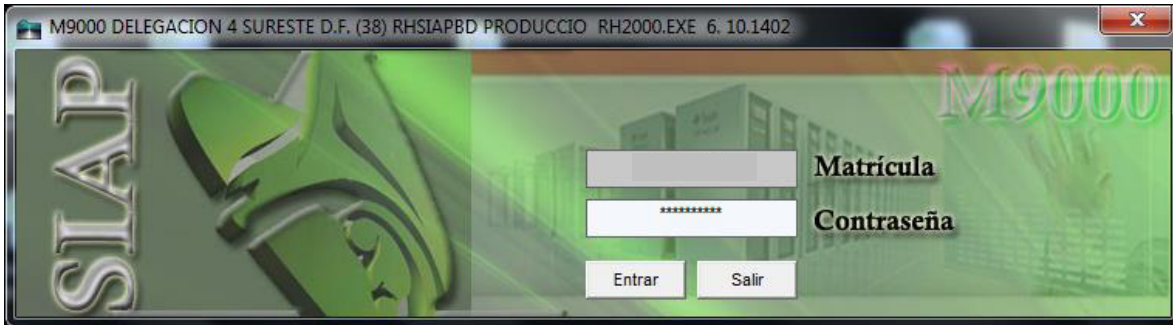 M9000 DELEGACION 4 SURESTE D.F. (38) RHSIAPBD PRODUCCIO RH2000.EXE 6. 10.1402
SIAP
M9000
Matrícula
********** Contraseña
Entrar Salir